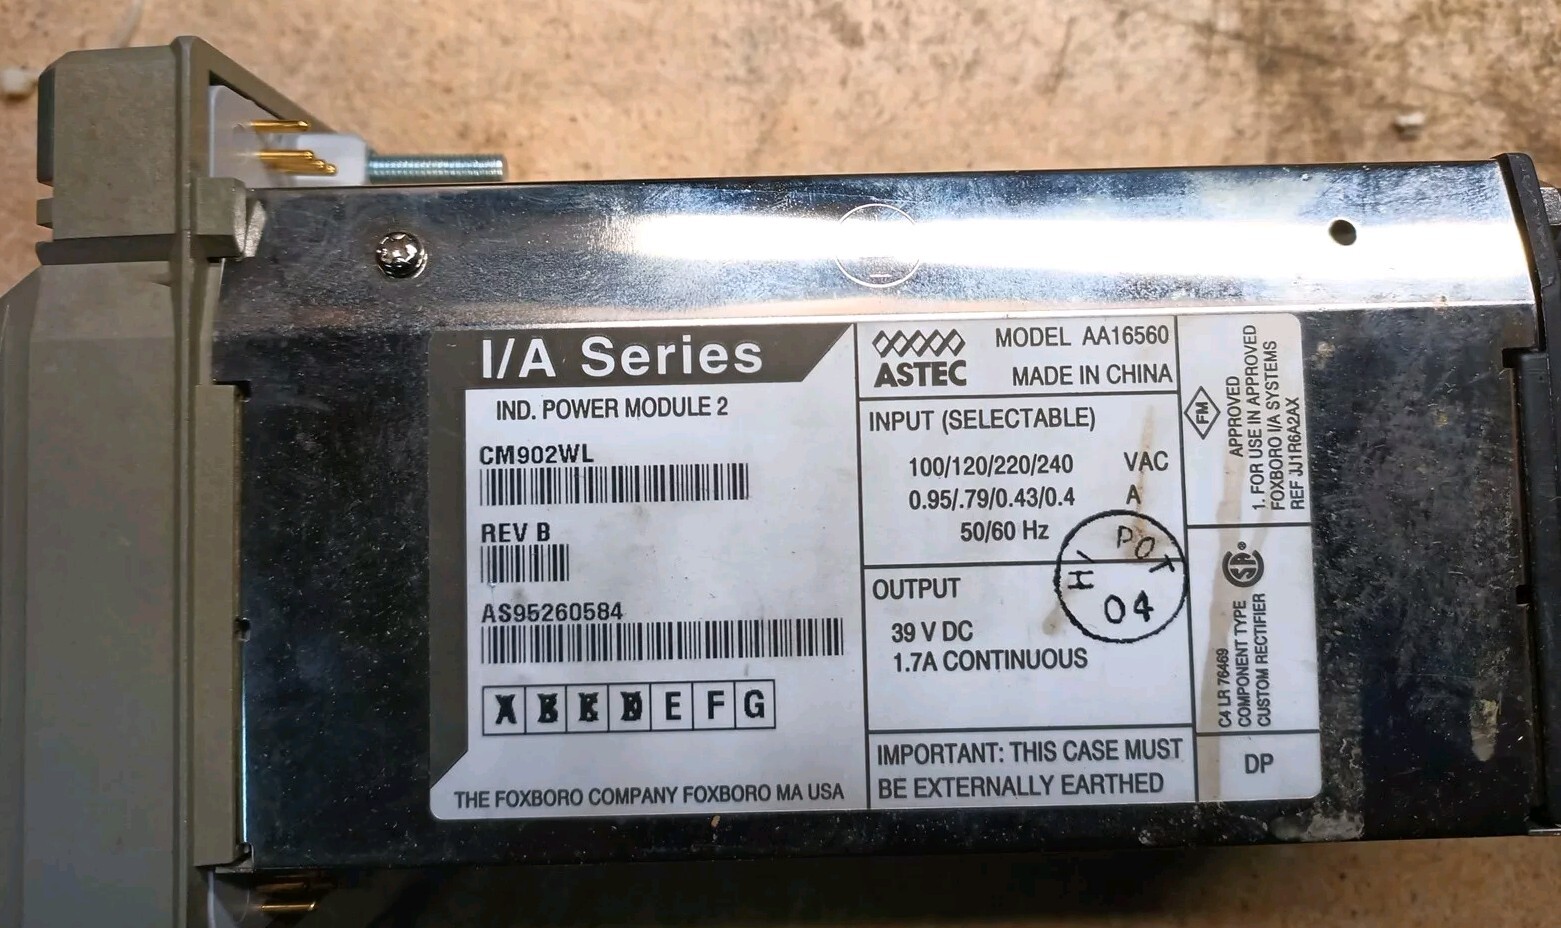 I/A Series
IND. POWER MODULE 2
CM902WL
REV B
AS95260584
A B C D E F G
THE FOXBORO COMPANY FOXBORO MA USA
ASTEC
MODEL AA16560
MADE IN CHINA
INPUT (SELECTABLE)
100/120/220/240 VAC
0.95/.79/0.43/0.4 A
50/60 Hz
HI POT
04
OUTPUT
39 V DC
1.7A CONTINUOUS
IMPORTANT: THIS CASE MUST
BE EXTERNALLY EARTHED
FM
APPROVED
1. FOR USE IN APPROVED
FOXBORO I/A SYSTEMS
REF JJ1R6A2AX
C4 LR 76469
COMPONENT TYPE
CUSTOM RECTIFIER
DP